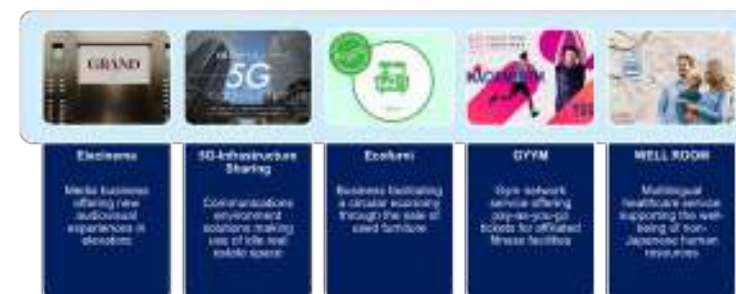 GRAND
5G
Elecinema
Media business
offering new
audiovisual
experiences in
elevators
5G-Infrastructure
Sharing
Communications
environment
solutions making
use of idle real
estate space
Ecofurni
Business facilitating
a circular economy
through the sale of
used furniture
GYYM
Gym network
service offering
pay-as-you-go
tickets for affiliated
fitness facilities
WELL ROOM
Multilingual
healthcare service
supporting the well-
being of non-
Japanese human
resources